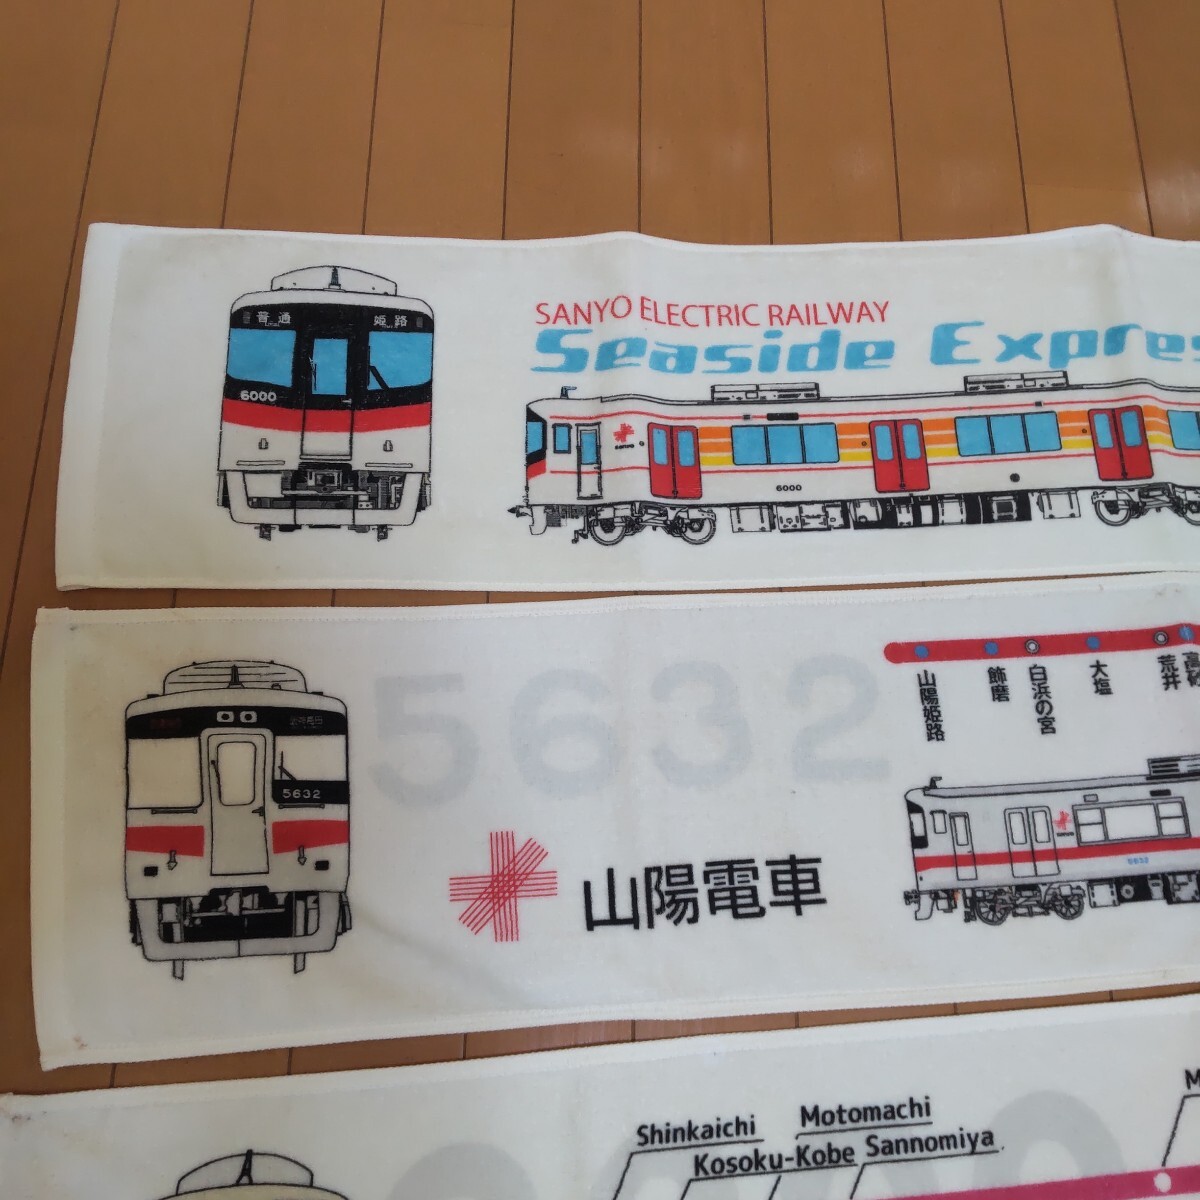 普通
姫路
6000
SANYO ELECTRIC RAILWAY
Seaside Expres
6000
5632
5632
山陽電車
山陽姫路
飾磨
白浜の宮
大塩
荒井
高砂
5632
Shinkaichi
Motomachi
Kosoku-Kobe
Sannomiya
M